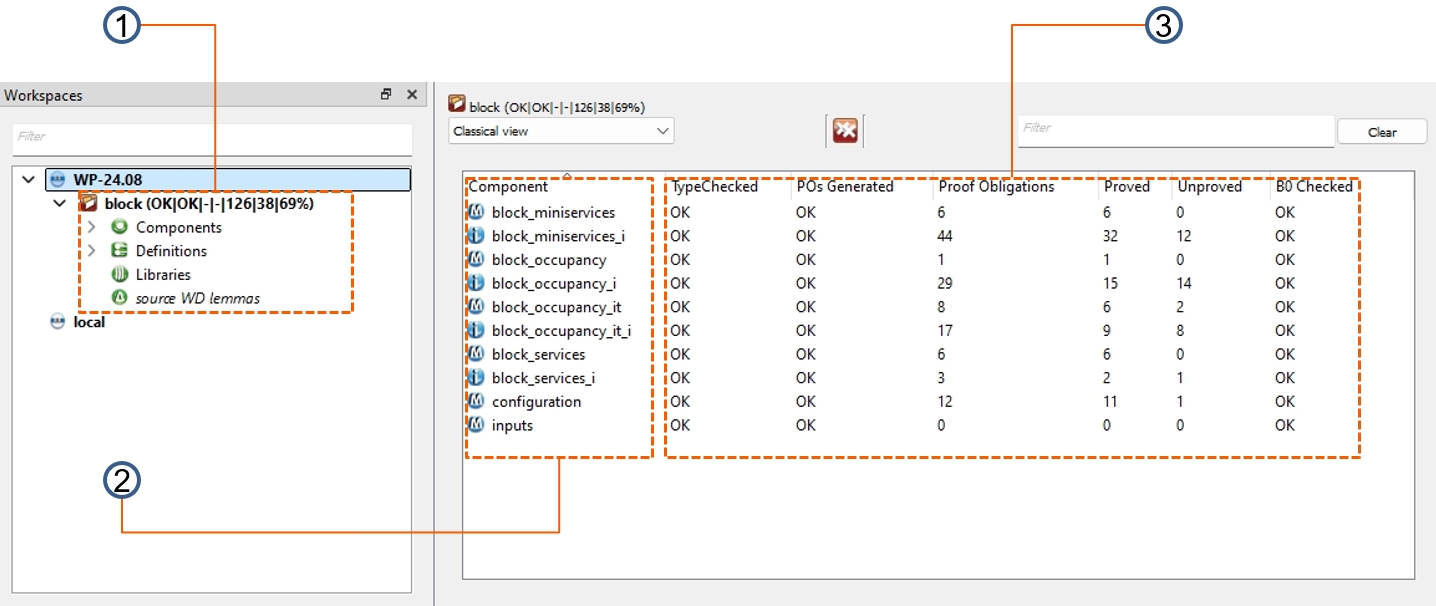 1
3
Workspaces
Filter
WP-24.08
block (OK|OK|-|-|126|38|69%)
Components
Definitions
Libraries
source WD lemmas
local
block (OK|OK|-|-|126|38|69%)
Classical view
Filter
Clear
Component TypeChecked POs Generated Proof Obligations Proved Unproved B0 Checked
block_miniservices OK OK 6 6 0 OK
block_miniservices_i OK OK 44 32 12 OK
block_occupancy OK OK 1 1 0 OK
block_occupancy_i OK OK 29 15 14 OK
block_occupancy_it OK OK 8 6 2 OK
block_occupancy_it_i OK OK 17 9 8 OK
block_services OK OK 6 6 0 OK
block_services_i OK OK 3 2 1 OK
configuration OK OK 12 11 1 OK
inputs OK OK 0 0 0 OK
2